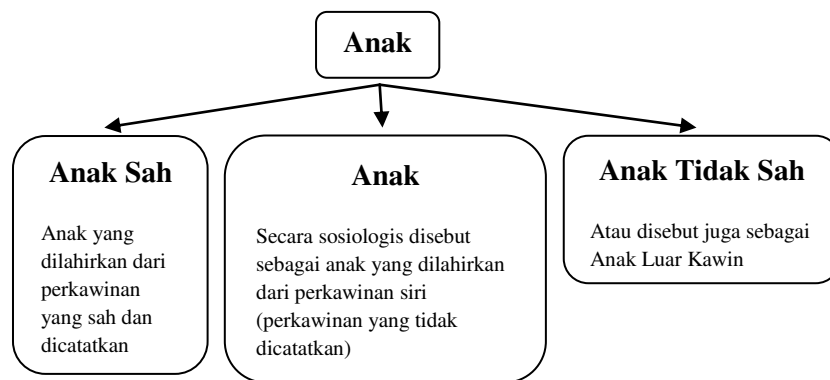 Anak
Anak Sah
Anak yang
dilahirkan dari
perkawinan
yang sah dan
dicatatkan
Anak
Secara sosiologis disebut
sebagai anak yang dilahirkan
dari perkawinan siri
(perkawinan yang tidak
dicatatkan)
Anak Tidak Sah
Atau disebut juga sebagai
Anak Luar Kawin